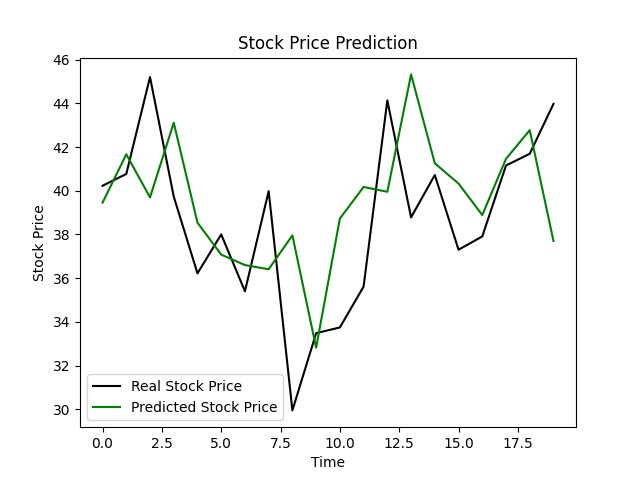 Stock Price Prediction
46
44
42
40
38
36
34
32
30
Stock Price
Real Stock Price
Predicted Stock Price
0.0 2.5 5.0 7.5 10.0 12.5 15.0 17.5
Time